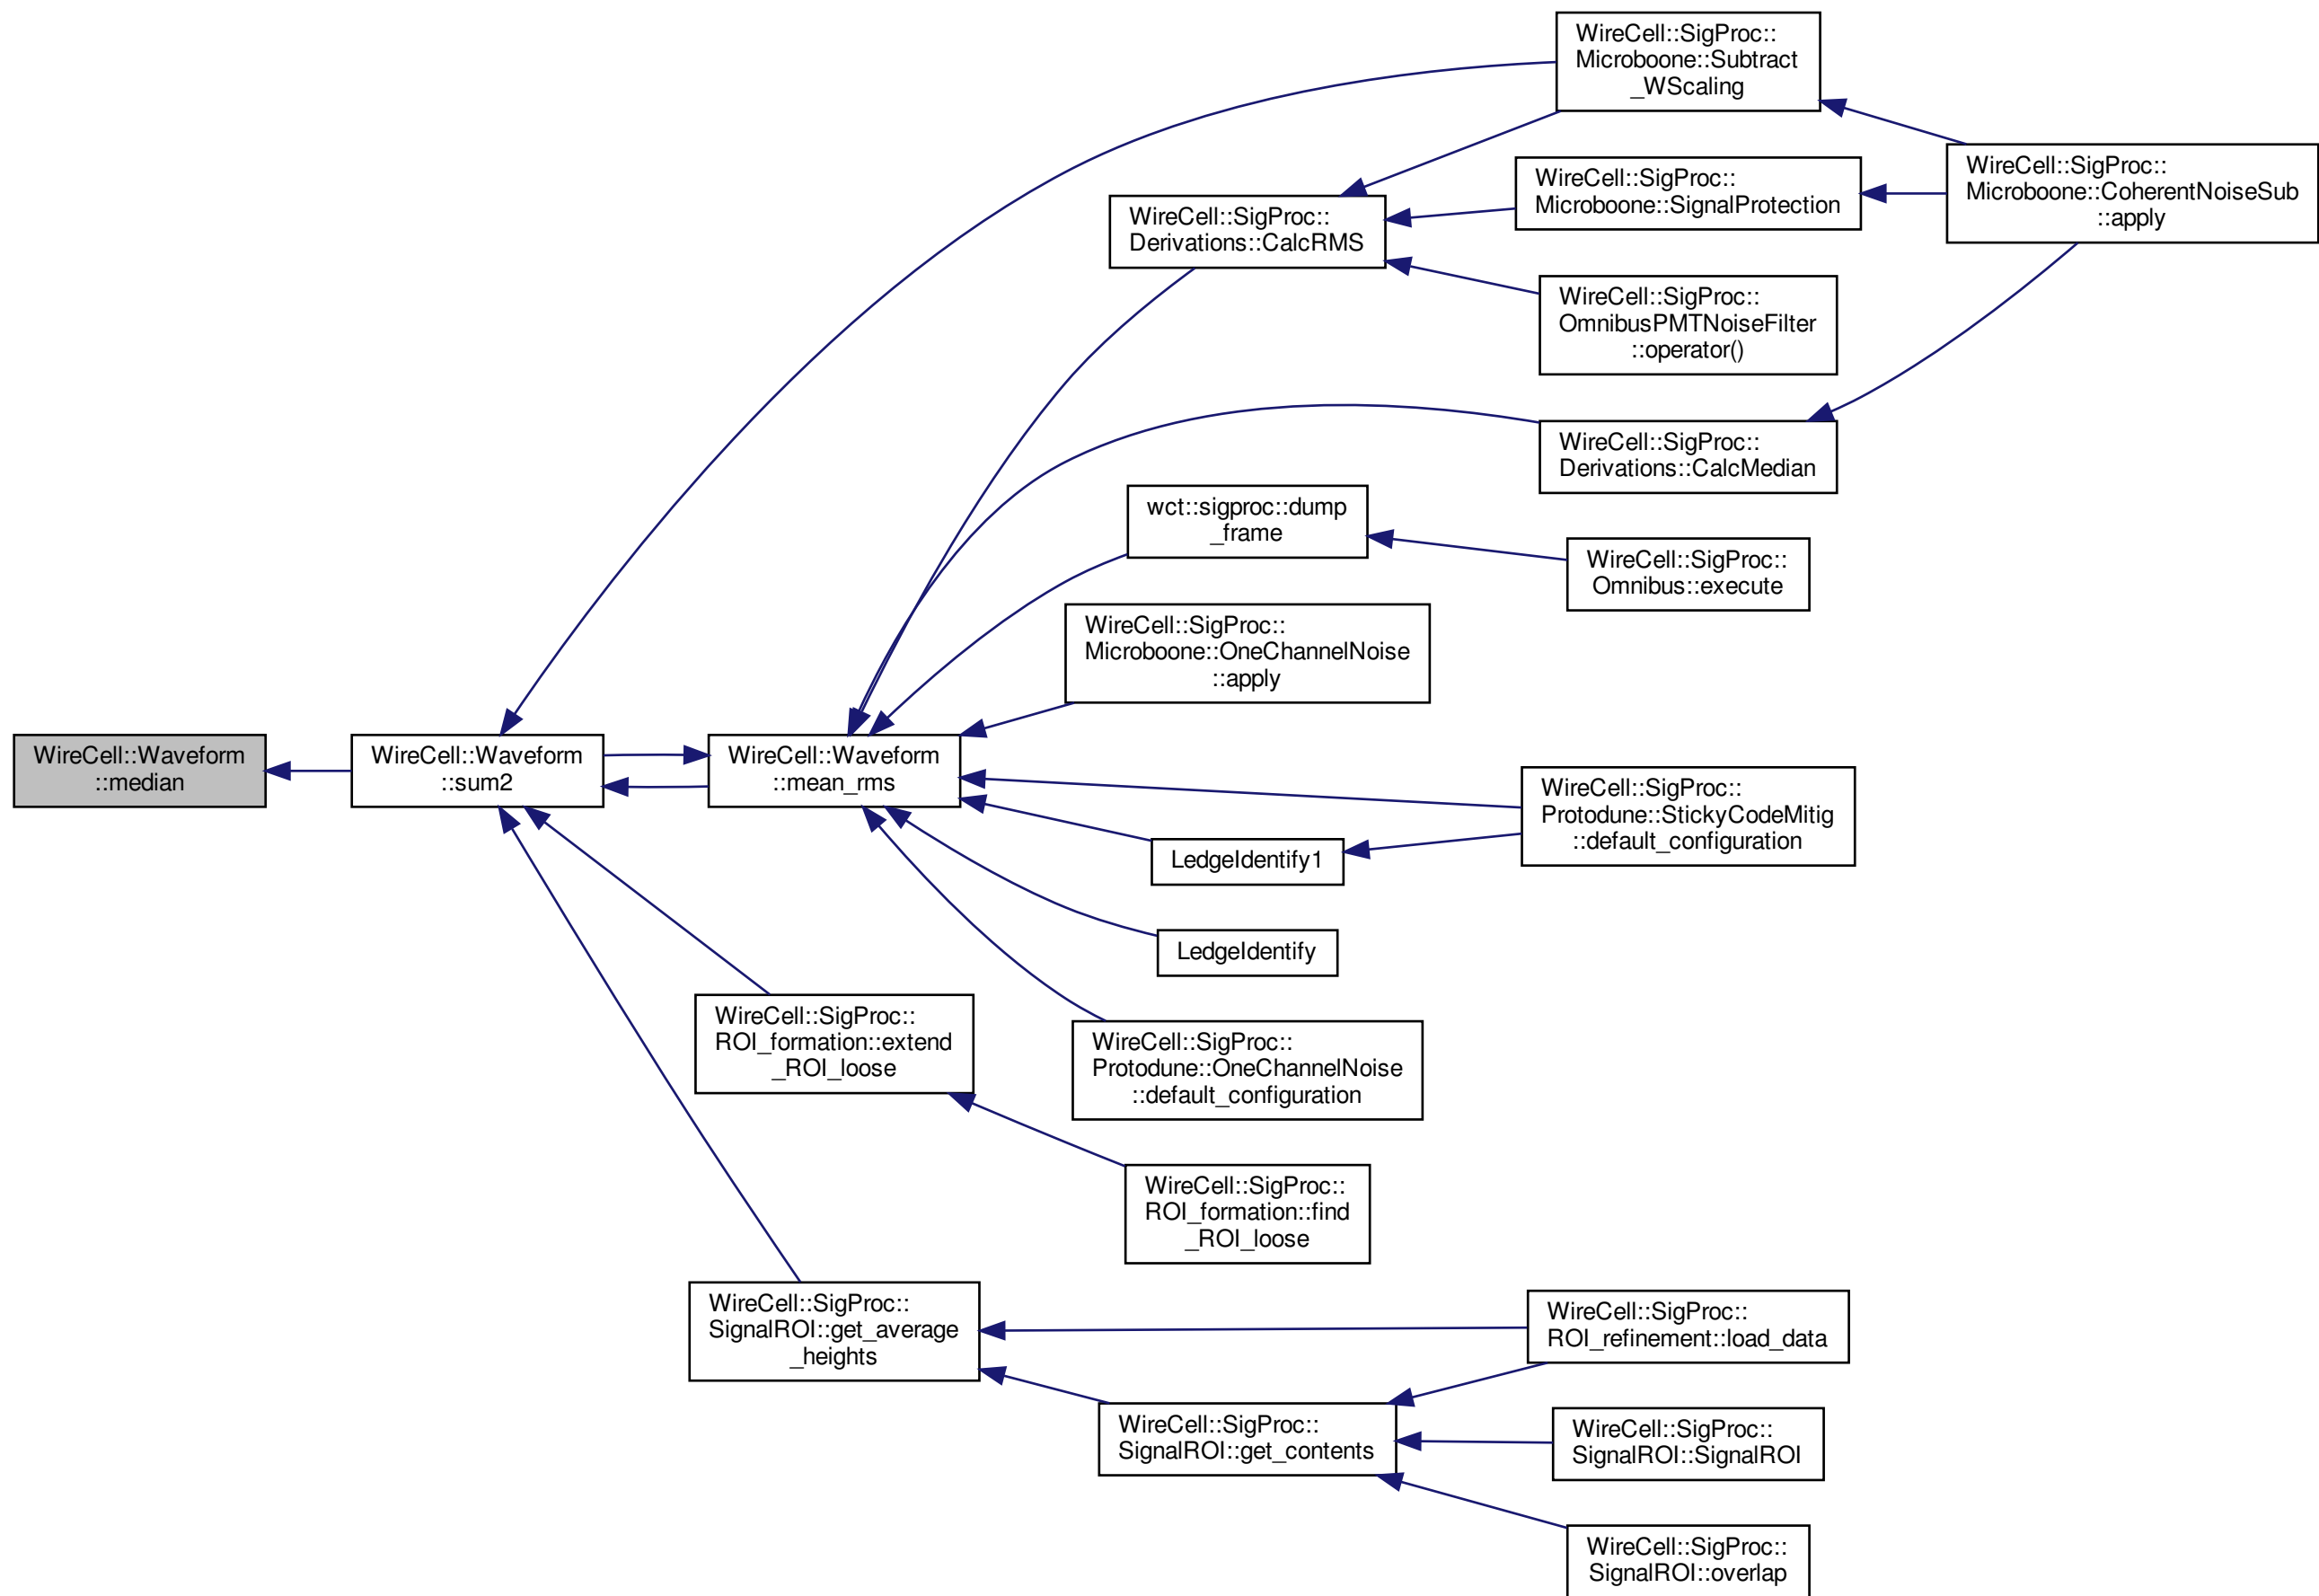 WireCell::SigProc::
Microboone::Subtract
_WScaling
WireCell::SigProc::
Microboone::CoherentNoiseSub
::apply
WireCell::SigProc::
Microboone::SignalProtection
WireCell::SigProc::
Derivations::CalcRMS
WireCell::SigProc::
OmnibusPMTNoiseFilter
::operator()
WireCell::SigProc::
Derivations::CalcMedian
wct::sigproc::dump
_frame
WireCell::SigProc::
Omnibus::execute
WireCell::SigProc::
Microboone::OneChannelNoise
::apply
WireCell::Waveform
::median
WireCell::Waveform
::sum2
WireCell::Waveform
::mean_rms
WireCell::SigProc::
Protodune::StickyCodeMitig
::default_configuration
LedgeIdentify1
LedgeIdentify
WireCell::SigProc::
ROI_formation::extend
_ROI_loose
WireCell::SigProc::
Protodune::OneChannelNoise
::default_configuration
WireCell::SigProc::
ROI_formation::find
_ROI_loose
WireCell::SigProc::
SignalROI::get_average
_heights
WireCell::SigProc::
ROI_refinement::load_data
WireCell::SigProc::
SignalROI::get_contents
WireCell::SigProc::
SignalROI::SignalROI
WireCell::SigProc::
SignalROI::overlap